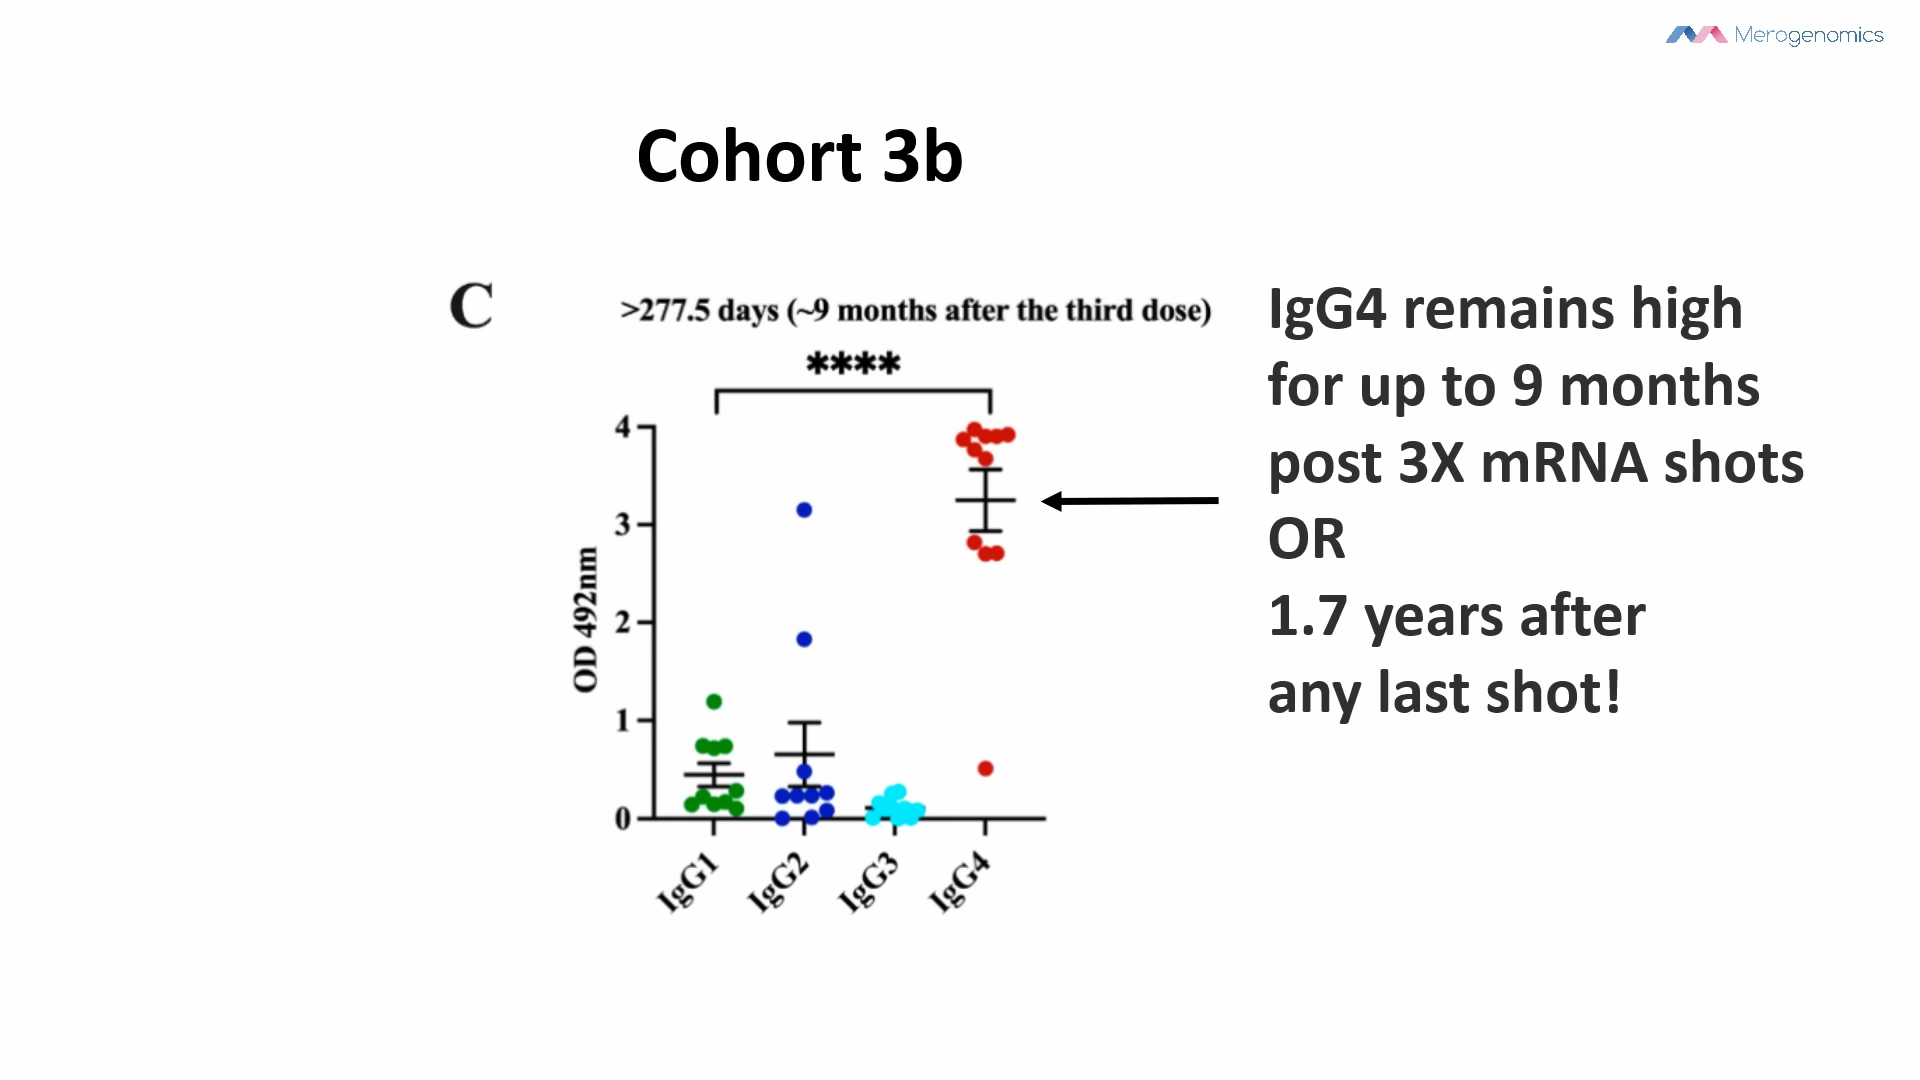 Merogenomics
Cohort 3b
C
>277.5 days (~9 months after the third dose)
****
IgG4 remains high
for up to 9 months
post 3X mRNA shots
OR
1.7 years after
any last shot!
OD 492nm
4
3
2
1
0
IgG1
IgG2
IgG3
IgG4